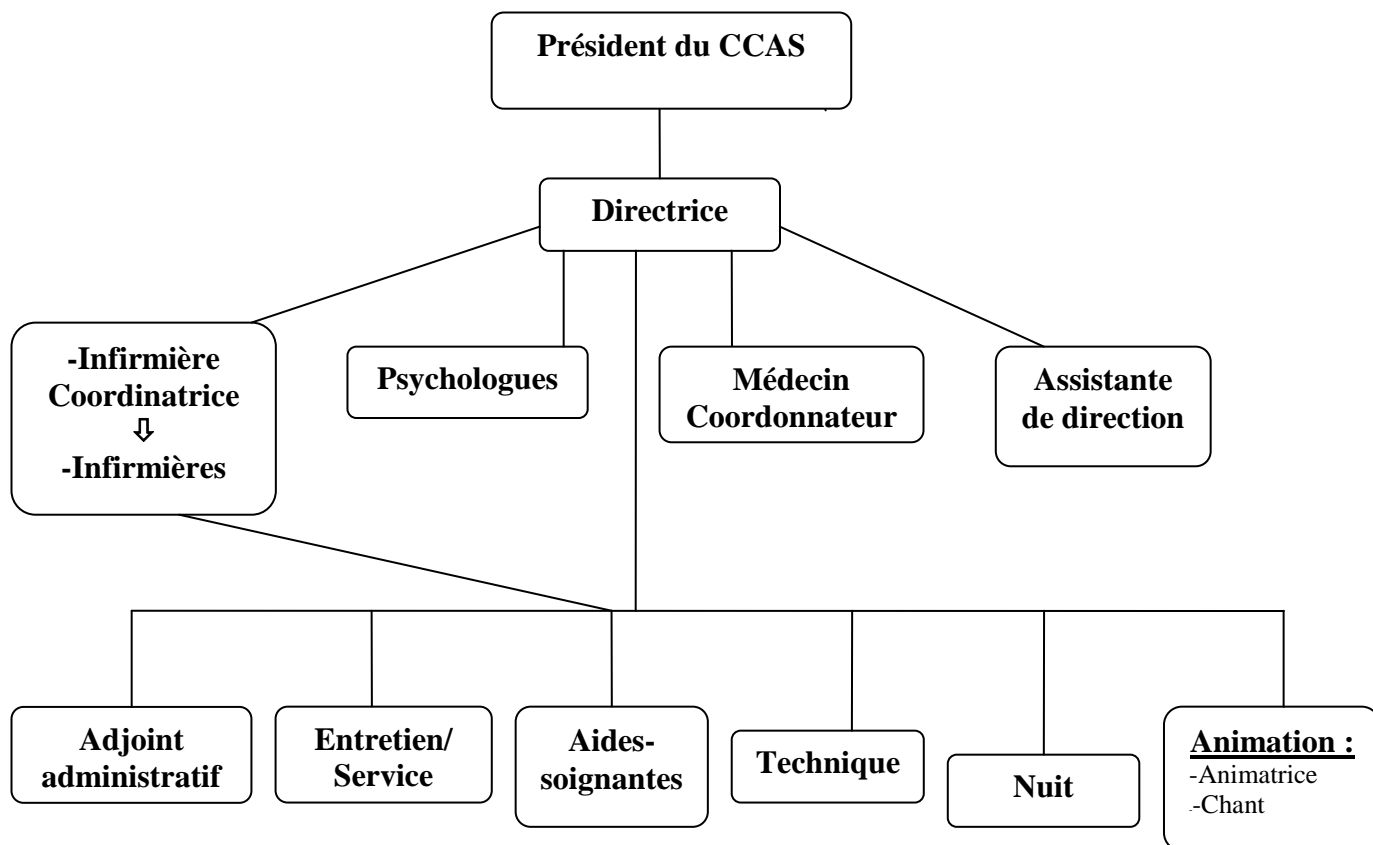 Président du CCAS
Directrice
-Infirmière
Coordinatrice
⇩
-Infirmières
Psychologues
Médecin
Coordonnateur
Assistante
de direction
Adjoint
administratif
Entretien/
Service
Aides-
soignantes
Technique
Nuit
Animation :
-Animatrice
-Chant